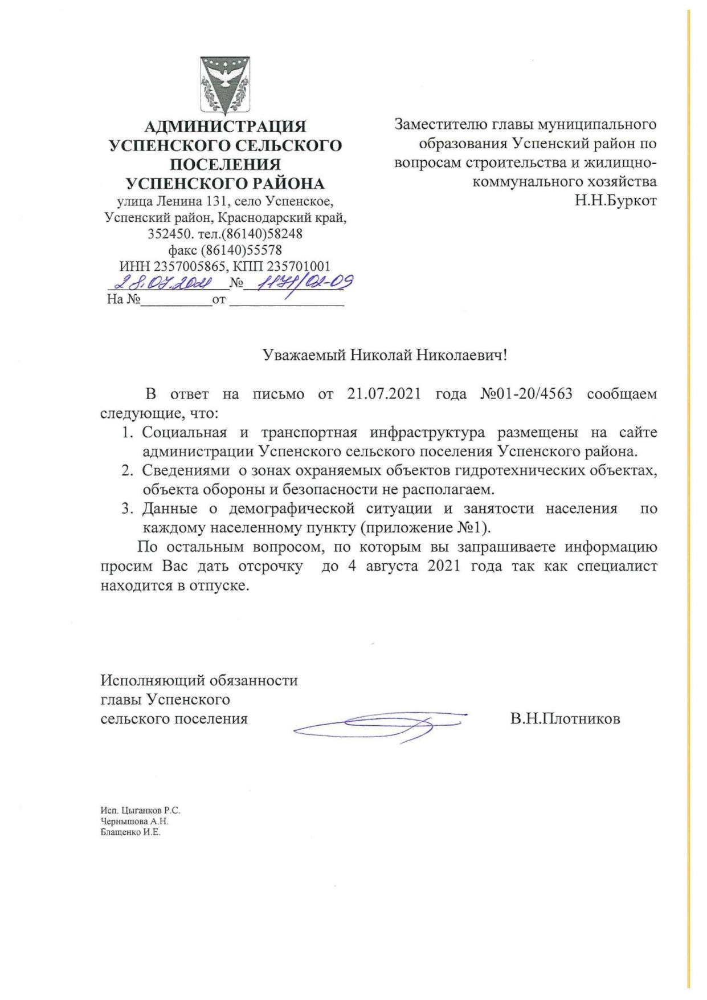 АДМИНИСТРАЦИЯ
УСПЕНСКОГО СЕЛЬСКОГО
ПОСЕЛЕНИЯ
УСПЕНСКОГО РАЙОНА
улица Ленина 131, село Успенское,
Успенский район, Краснодарский край,
352450. тел.(86140)58248
факс (86140)55578
ИНН 2357005865, КПП 235701001
28.07.2021 № 1171/02-09
На №__________от ________________
Заместителю главы муниципального
образования Успенский район по
вопросам строительства и жилищно-
коммунального хозяйства
Н.Н.Буркот
Уважаемый Николай Николаевич!
В ответ на письмо от 21.07.2021 года №01-20/4563 сообщаем
следующие, что:
1. Социальная и транспортная инфраструктура размещены на сайте
администрации Успенского сельского поселения Успенского района.
2. Сведениями о зонах охраняемых объектов гидротехнических объектах,
объекта обороны и безопасности не располагаем.
3. Данные о демографической ситуации и занятости населения по
каждому населенному пункту (приложение №1).
По остальным вопросом, по которым вы запрашиваете информацию
просим Вас дать отсрочку до 4 августа 2021 года так как специалист
находится в отпуске.
Исполняющий обязанности
главы Успенского
сельского поселения В.Н.Плотников
Исп. Цыганков Р.С.
Чернышова А.Н.
Блащенко И.Е.